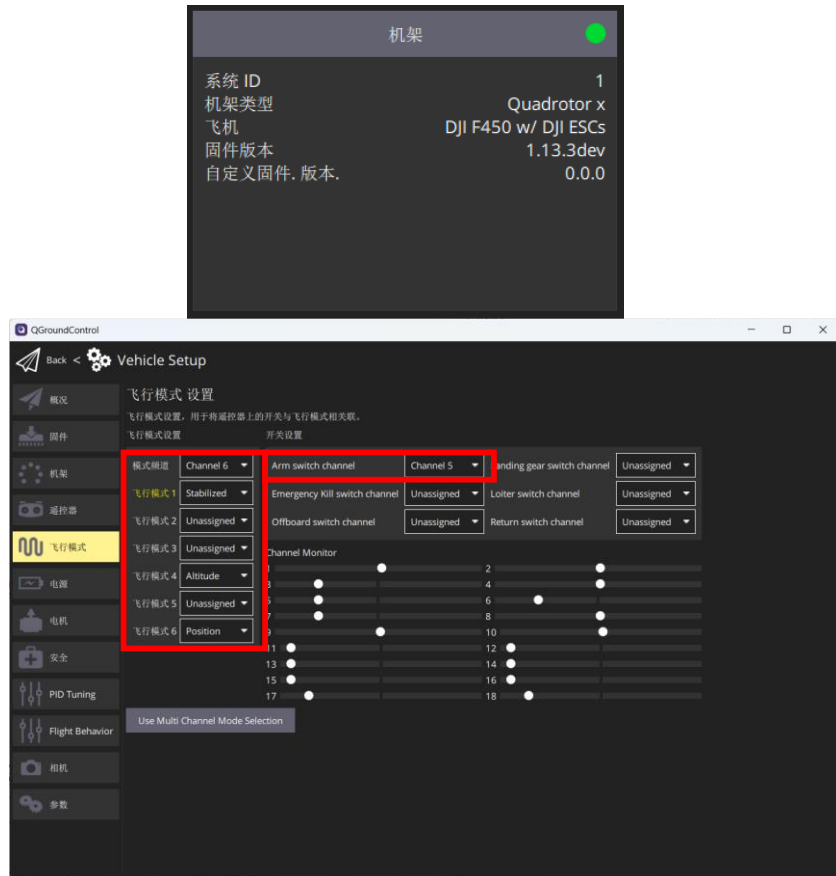 机架
系统 ID 1
机架类型 Quadrotor x
飞机 DJI F450 w/ DJI ESCs
固件版本 1.13.3dev
自定义固件. 版本. 0.0.0
QGroundControl
Back < Vehicle Setup
概况
固件
机架
遥控器
飞行模式
电源
电机
安全
PID Tuning
Flight Behavior
相机
参数
飞行模式 设置
飞行模式设置，用于将遥控器上的开关与飞行模式相关联。
飞行模式设置 开关设置
模式频道 Channel 6
飞行模式 1 Stabilized
飞行模式 2 Unassigned
飞行模式 3 Unassigned
飞行模式 4 Altitude
飞行模式 5 Unassigned
飞行模式 6 Position
Arm switch channel Channel 5 Landing gear switch channel Unassigned
Emergency Kill switch channel Unassigned Loiter switch channel Unassigned
Offboard switch channel Unassigned Return switch channel Unassigned
Channel Monitor
2
4
6
8
10
11 12
13 14
15 16
17 18
Use Multi Channel Mode Selection